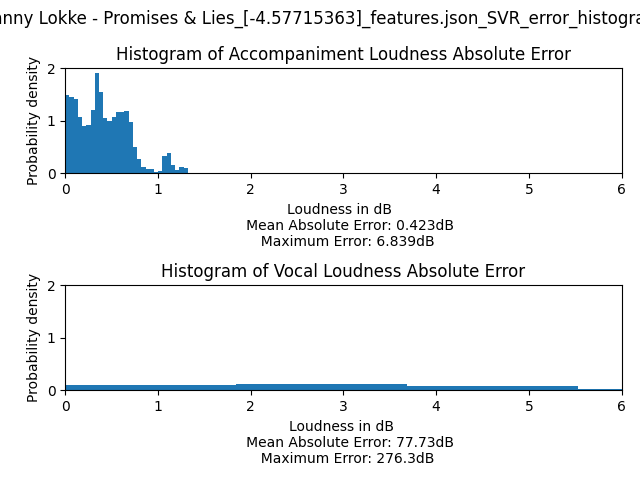 anny Lokke - Promises & Lies_[-4.57715363]_features.json_SVR_error_histogra
Histogram of Accompaniment Loudness Absolute Error
Probability density
2
1
0
0 1 2 3 4 5 6
Loudness in dB
Mean Absolute Error: 0.423dB
Maximum Error: 6.839dB
Histogram of Vocal Loudness Absolute Error
Probability density
2
1
0
0 1 2 3 4 5 6
Loudness in dB
Mean Absolute Error: 77.73dB
Maximum Error: 276.3dB